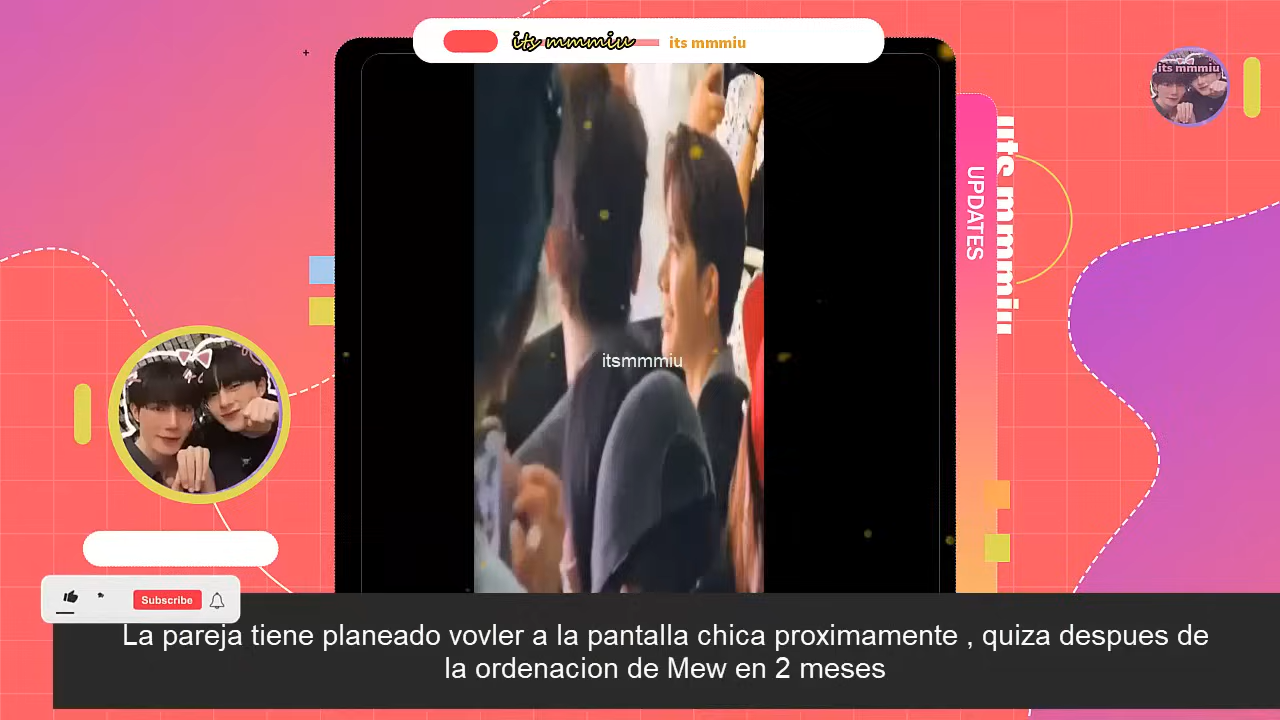 its mmmiu
its mmmiu
its mmmiu
UPDATES
its mmmiu
itsmmmiu
Subscribe
La pareja tiene planeado vovler a la pantalla chica proximamente , quiza despues de
la ordenacion de Mew en 2 meses